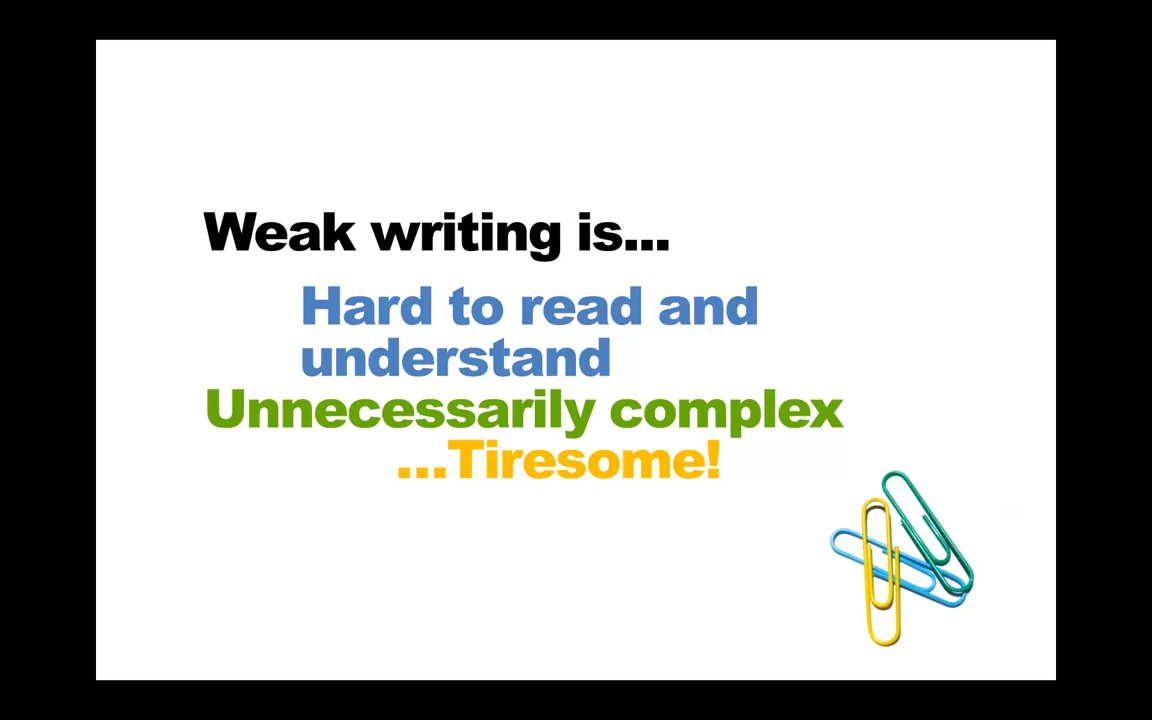 Weak writing is...
Hard to read and
understand
Unnecessarily complex
...Tiresome!